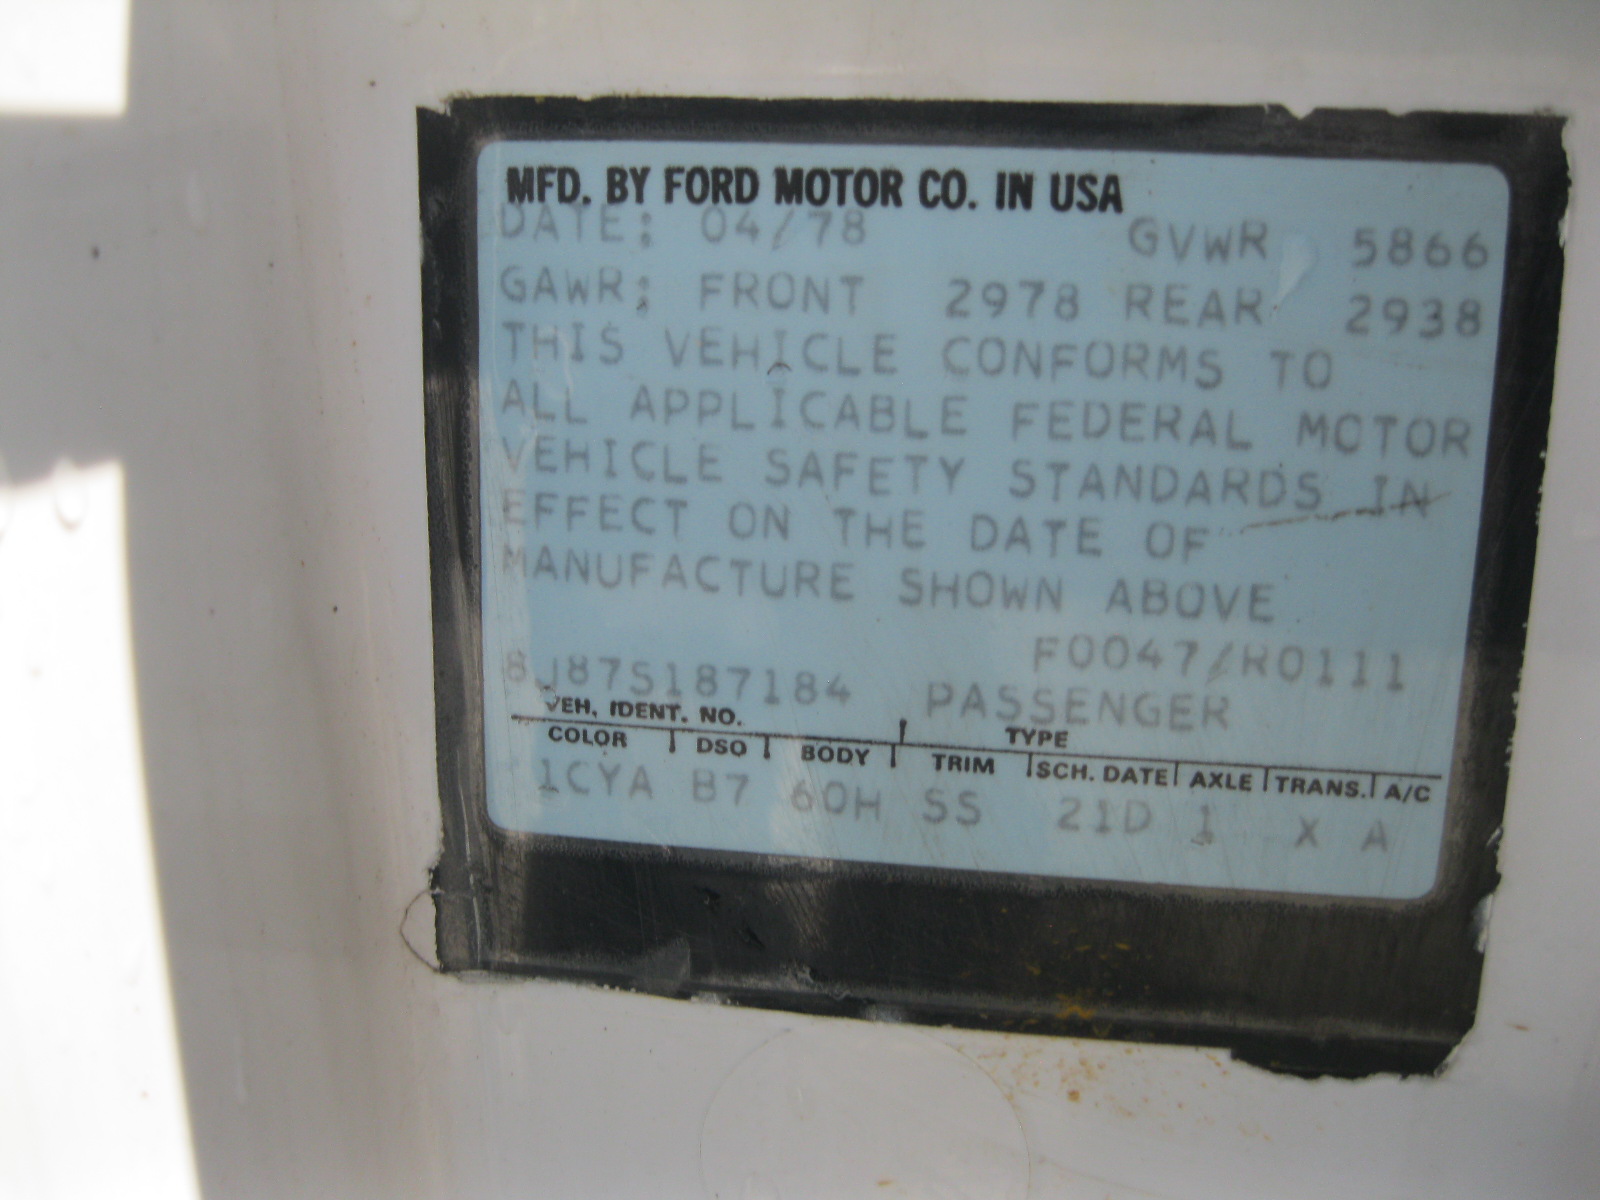 MFD. BY FORD MOTOR CO. IN USA
DATE: 04/78 GVWR 5866
GAWR: FRONT 2978 REAR 2938
THIS VEHICLE CONFORMS TO
ALL APPLICABLE FEDERAL MOTOR
VEHICLE SAFETY STANDARDS IN
EFFECT ON THE DATE OF
MANUFACTURE SHOWN ABOVE
F0047/R0111
8J87S187184 PASSENGER
VEH. IDENT. NO. TYPE
COLOR DSO BODY TRIM SCH. DATE AXLE TRANS. A/C
1CYA B7 60H SS 21D 1 X A